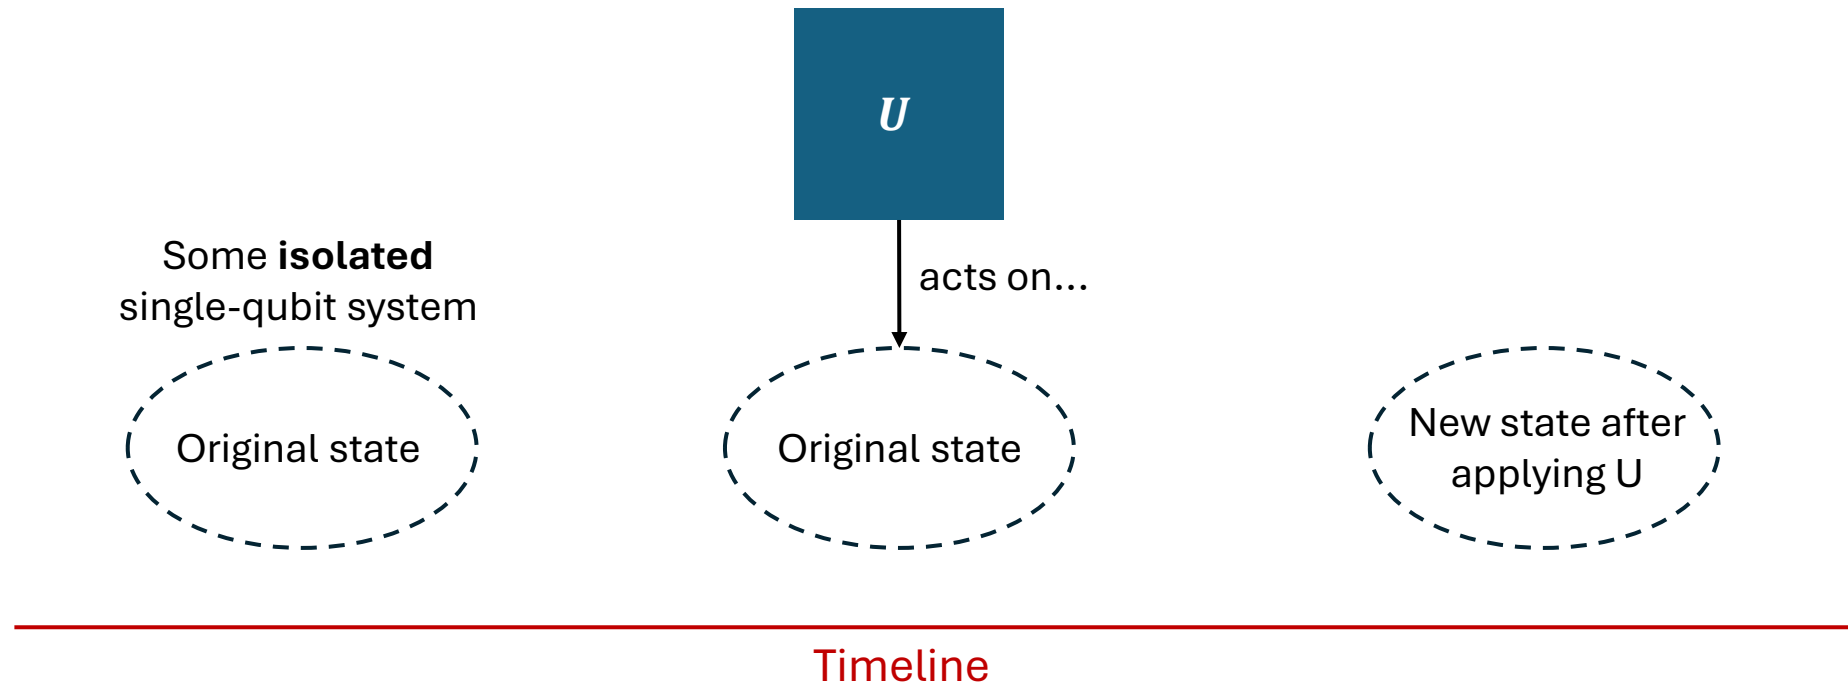 U
Some isolated
single-qubit system
acts on...
Original state
Original state
New state after
applying U
Timeline